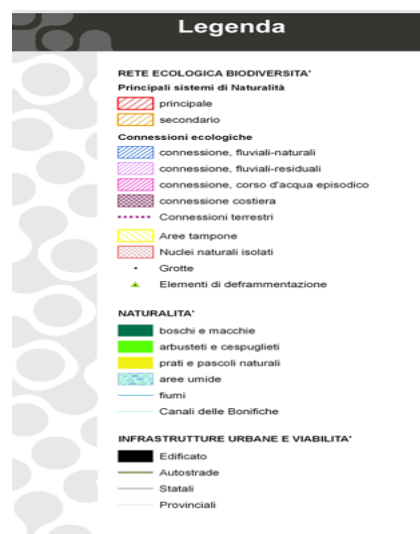 Legenda
RETE ECOLOGICA BIODIVERSITA'
Principali sistemi di Naturalità
principale
secondario
Connessioni ecologiche
connessione, fluviali-naturali
connessione, fluviali-residuali
connessione, corso d'acqua episodico
connessione costiera
Connessioni terrestri
Aree tampone
Nuclei naturali isolati
Grotte
Elementi di deframmentazione
NATURALITA'
boschi e macchie
arbusteti e cespuglieti
prati e pascoli naturali
aree umide
fiumi
Canali delle Bonifiche
INFRASTRUTTURE URBANE E VIABILITA'
Edificato
Autostrade
Statali
Provinciali